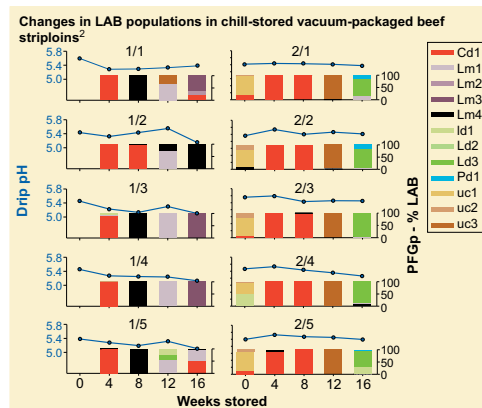 Changes in LAB populations in chill-stored vacuum-packaged beef
striploins2
1/1 2/1
5.8
5.4
5.0
100
50
0
1/2 2/2
5.8
5.4
5.0
100
50
0
1/3 2/3
5.8
5.4
5.0
100
50
0
1/4 2/4
5.8
5.4
5.0
100
50
0
1/5 2/5
5.8
5.4
5.0
100
50
0
0 4 8 12 16 0 4 8 12 16
Weeks stored
Drip pH
PFGp - % LAB
Cd1
Lm1
Lm2
Lm3
Lm4
ld1
Ld2
Ld3
Pd1
uc1
uc2
uc3